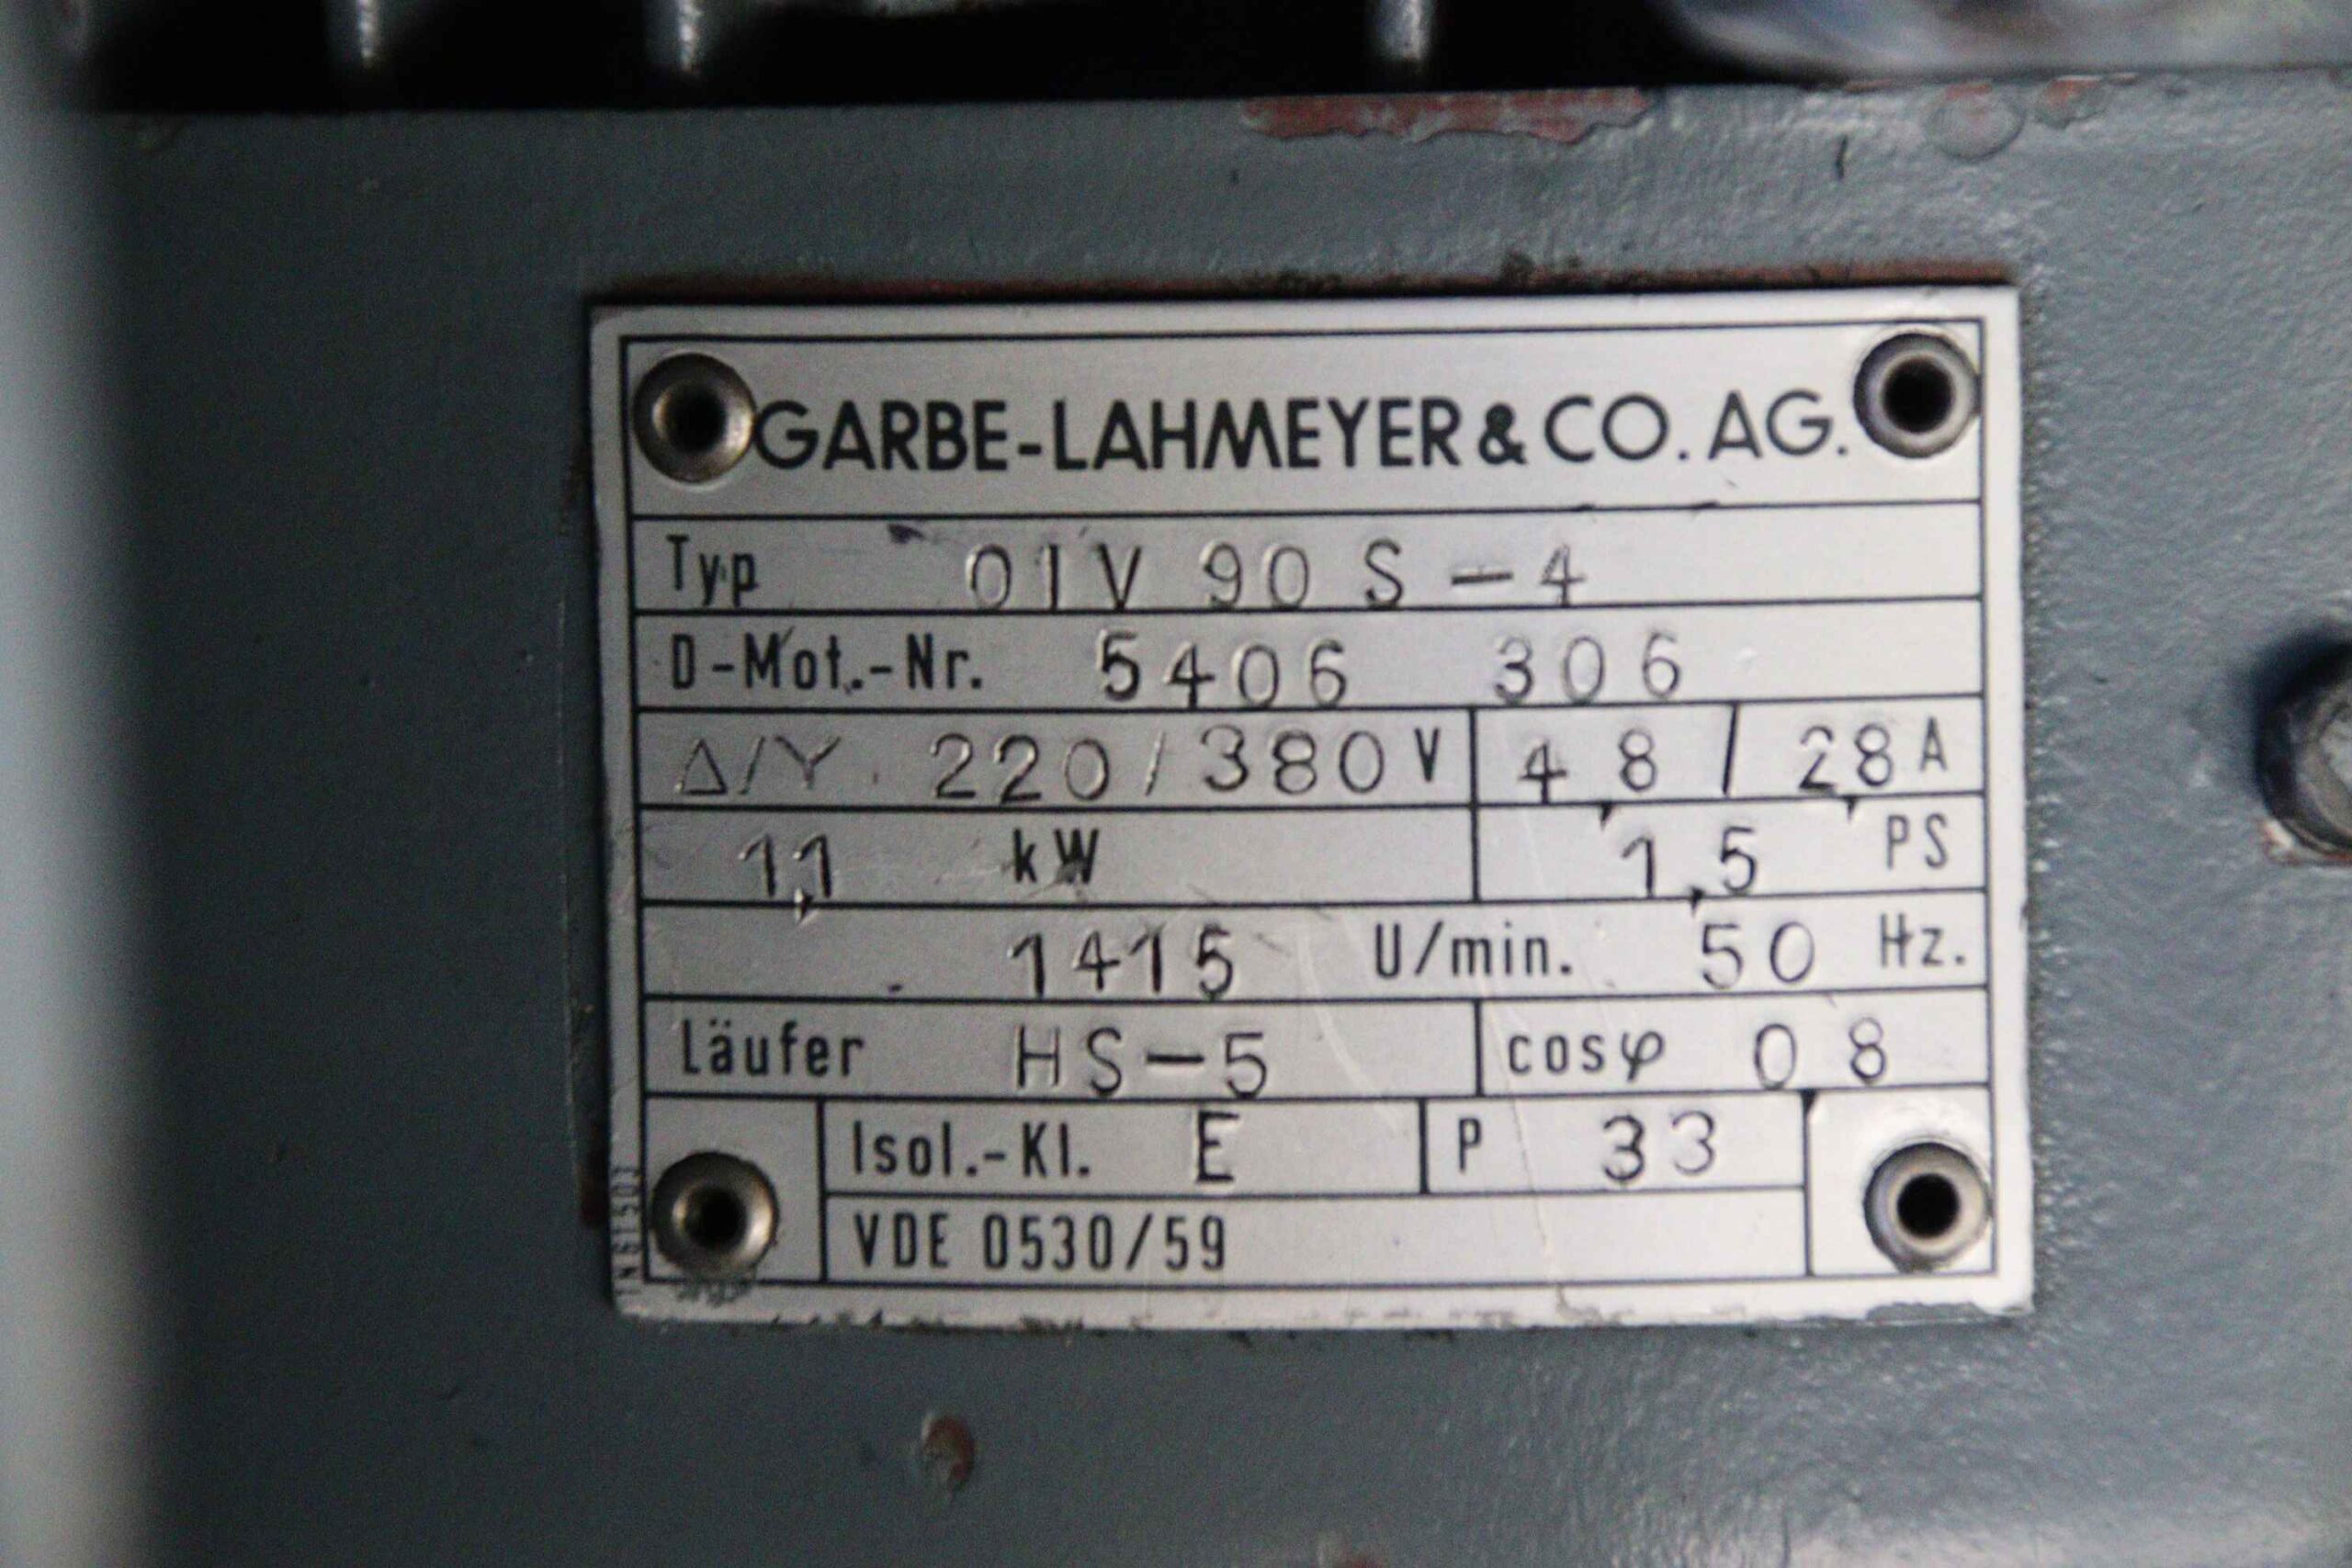 GARBE-LAHMEYER & CO. AG.
Typ 01V 90 S-4
D-Mot.-Nr. 5406 306
Δ/Y 220/380 V 4,8/2,8 A
1,1 kW 1,5 PS
1415 U/min. 50 Hz.
Läufer HS-5 cosφ 0,8
Isol.-Kl. E P 33
VDE 0530/59